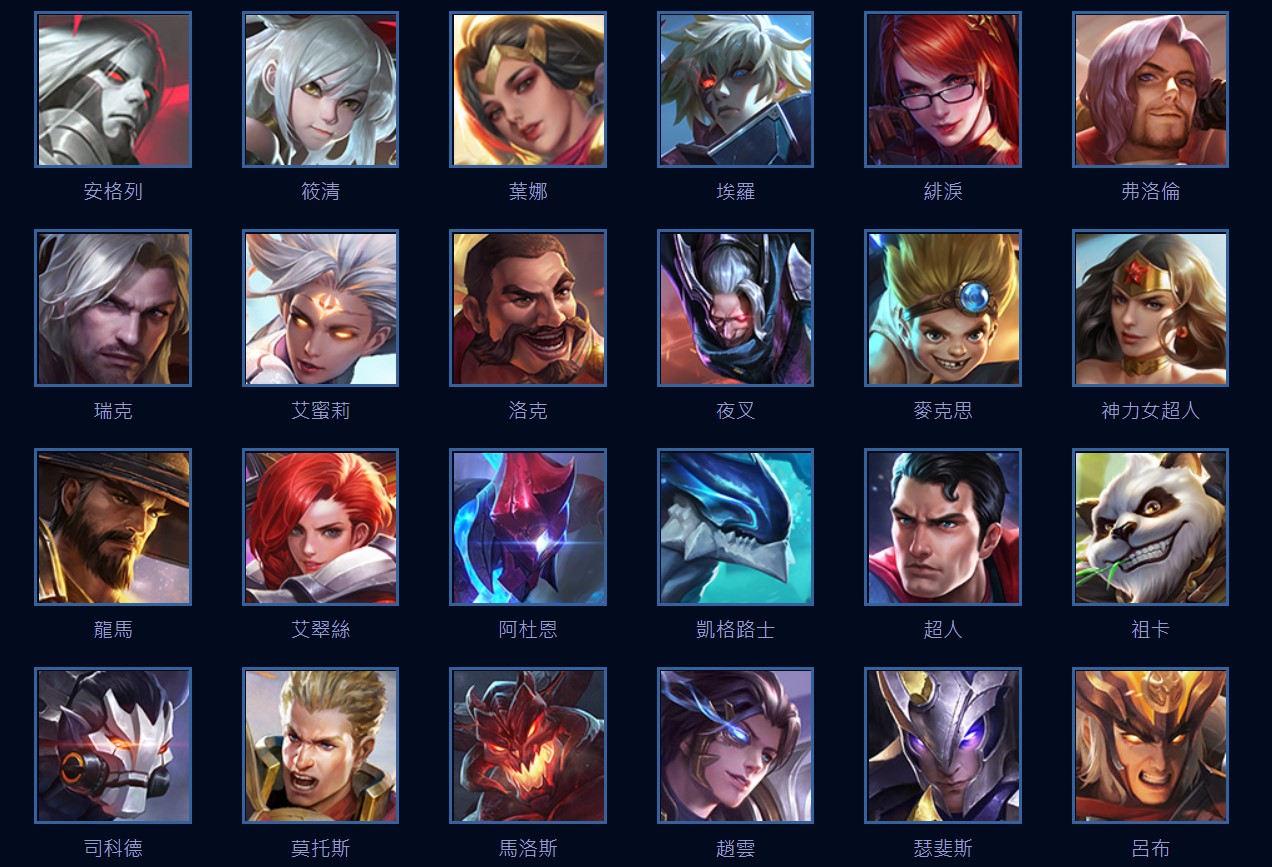 安格列
筱清
葉娜
埃羅
緋淚
弗洛倫
瑞克
艾蜜莉
洛克
夜叉
麥克思
神力女超人
龍馬
艾翠絲
阿杜恩
凱格路士
超人
祖卡
司科德
莫托斯
馬洛斯
趙雲
瑟斐斯
呂布